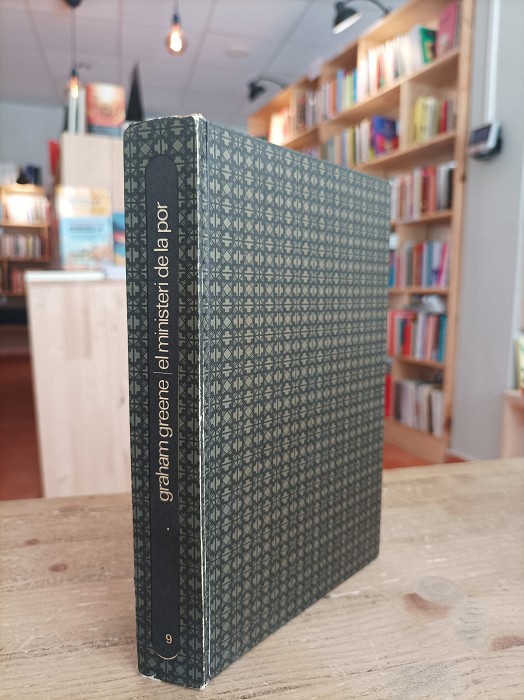 graham greene | el ministeri de la por
9